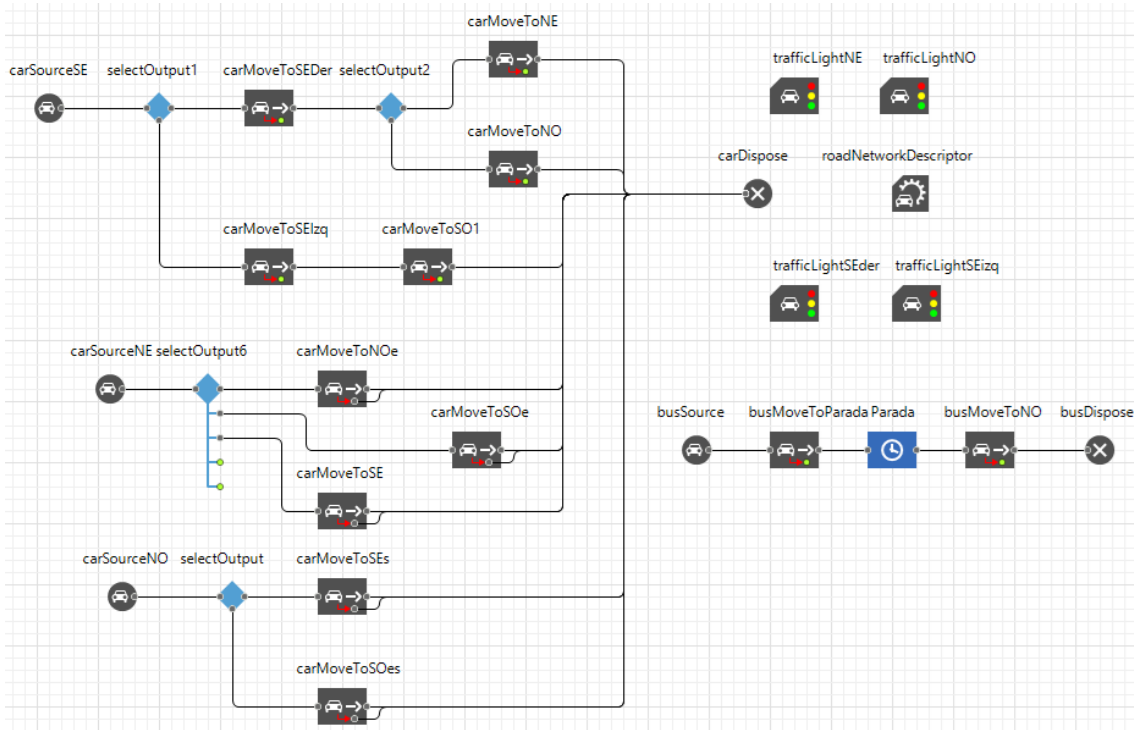 carMoveToNE
trafficLightNE trafficLightNO
carSourceSE selectOutput1 carMoveToSEDer selectOutput2
carMoveToNO
carDispose roadNetworkDescriptor
carMoveToSEIzq carMoveToSO1
trafficLightSEder trafficLightSEizq
carSourceNE selectOutput6 carMoveToNOe
carMoveToSOe busSource busMoveToParada Parada busMoveToNO busDispose
carMoveToSE
carSourceNO selectOutput carMoveToSEs
carMoveToSOes